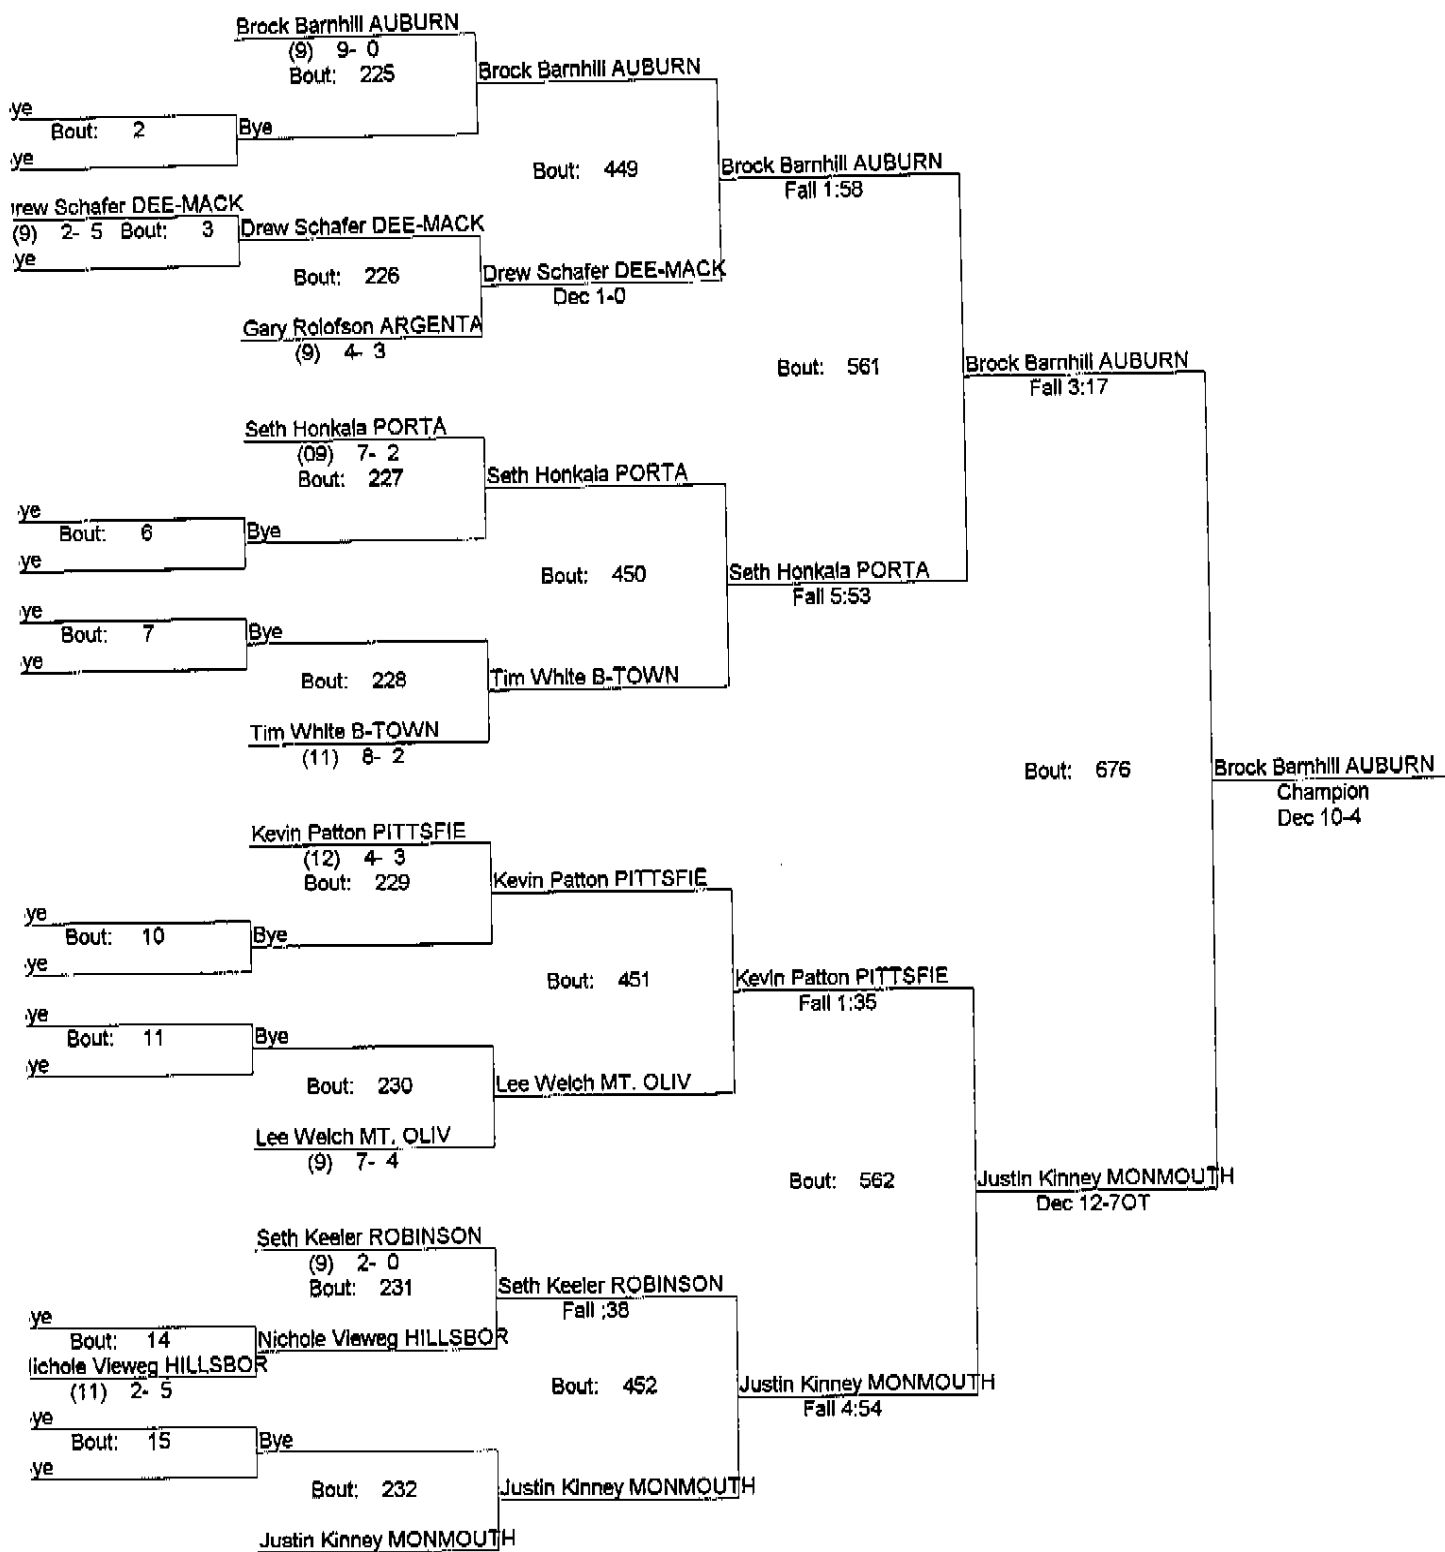 Brock Barnhill AUBURN
(9) 9- 0
Bout: 225
Brock Barnhill AUBURN
ye
Bout: 2
Bye
ye
Bout: 449
Brock Barnhill AUBURN
Fall 1:58
rew Schafer DEE-MACK
(9) 2- 5 Bout: 3
Drew Schafer DEE-MACK
ye
Bout: 226
Drew Schafer DEE-MACK
Dec 1-0
Gary Rolofson ARGENTA
(9) 4- 3
Bout: 561
Brock Barnhill AUBURN
Fall 3:17
Seth Honkala PORTA
(09) 7- 2
Bout: 227
Seth Honkala PORTA
ye
Bout: 6
Bye
ye
Bout: 450
Seth Honkala PORTA
Fall 5:53
ye
Bout: 7
Bye
ye
Bout: 228
Tim White B-TOWN
Tim White B-TOWN
(11) 8- 2
Bout: 676
Brock Barnhill AUBURN
Champion
Dec 10-4
Kevin Patton PITTSFIE
(12) 4- 3
Bout: 229
Kevin Patton PITTSFIE
ye
Bout: 10
Bye
ye
Bout: 451
Kevin Patton PITTSFIE
Fall 1:35
ye
Bout: 11
Bye
ye
Bout: 230
Lee Welch MT. OLIV
Lee Welch MT. OLIV
(9) 7- 4
Bout: 562
Justin Kinney MONMOUTH
Dec 12-7OT
Seth Keeler ROBINSON
(9) 2- 0
Bout: 231
Seth Keeler ROBINSON
Fall :38
ye
Bout: 14
Nichole Vieweg HILLSBOR
ichole Vieweg HILLSBOR
(11) 2- 5
Bout: 452
Justin Kinney MONMOUTH
Fall 4:54
ye
Bout: 15
Bye
ye
Bout: 232
Justin Kinney MONMOUTH
Justin Kinney MONMOUTH